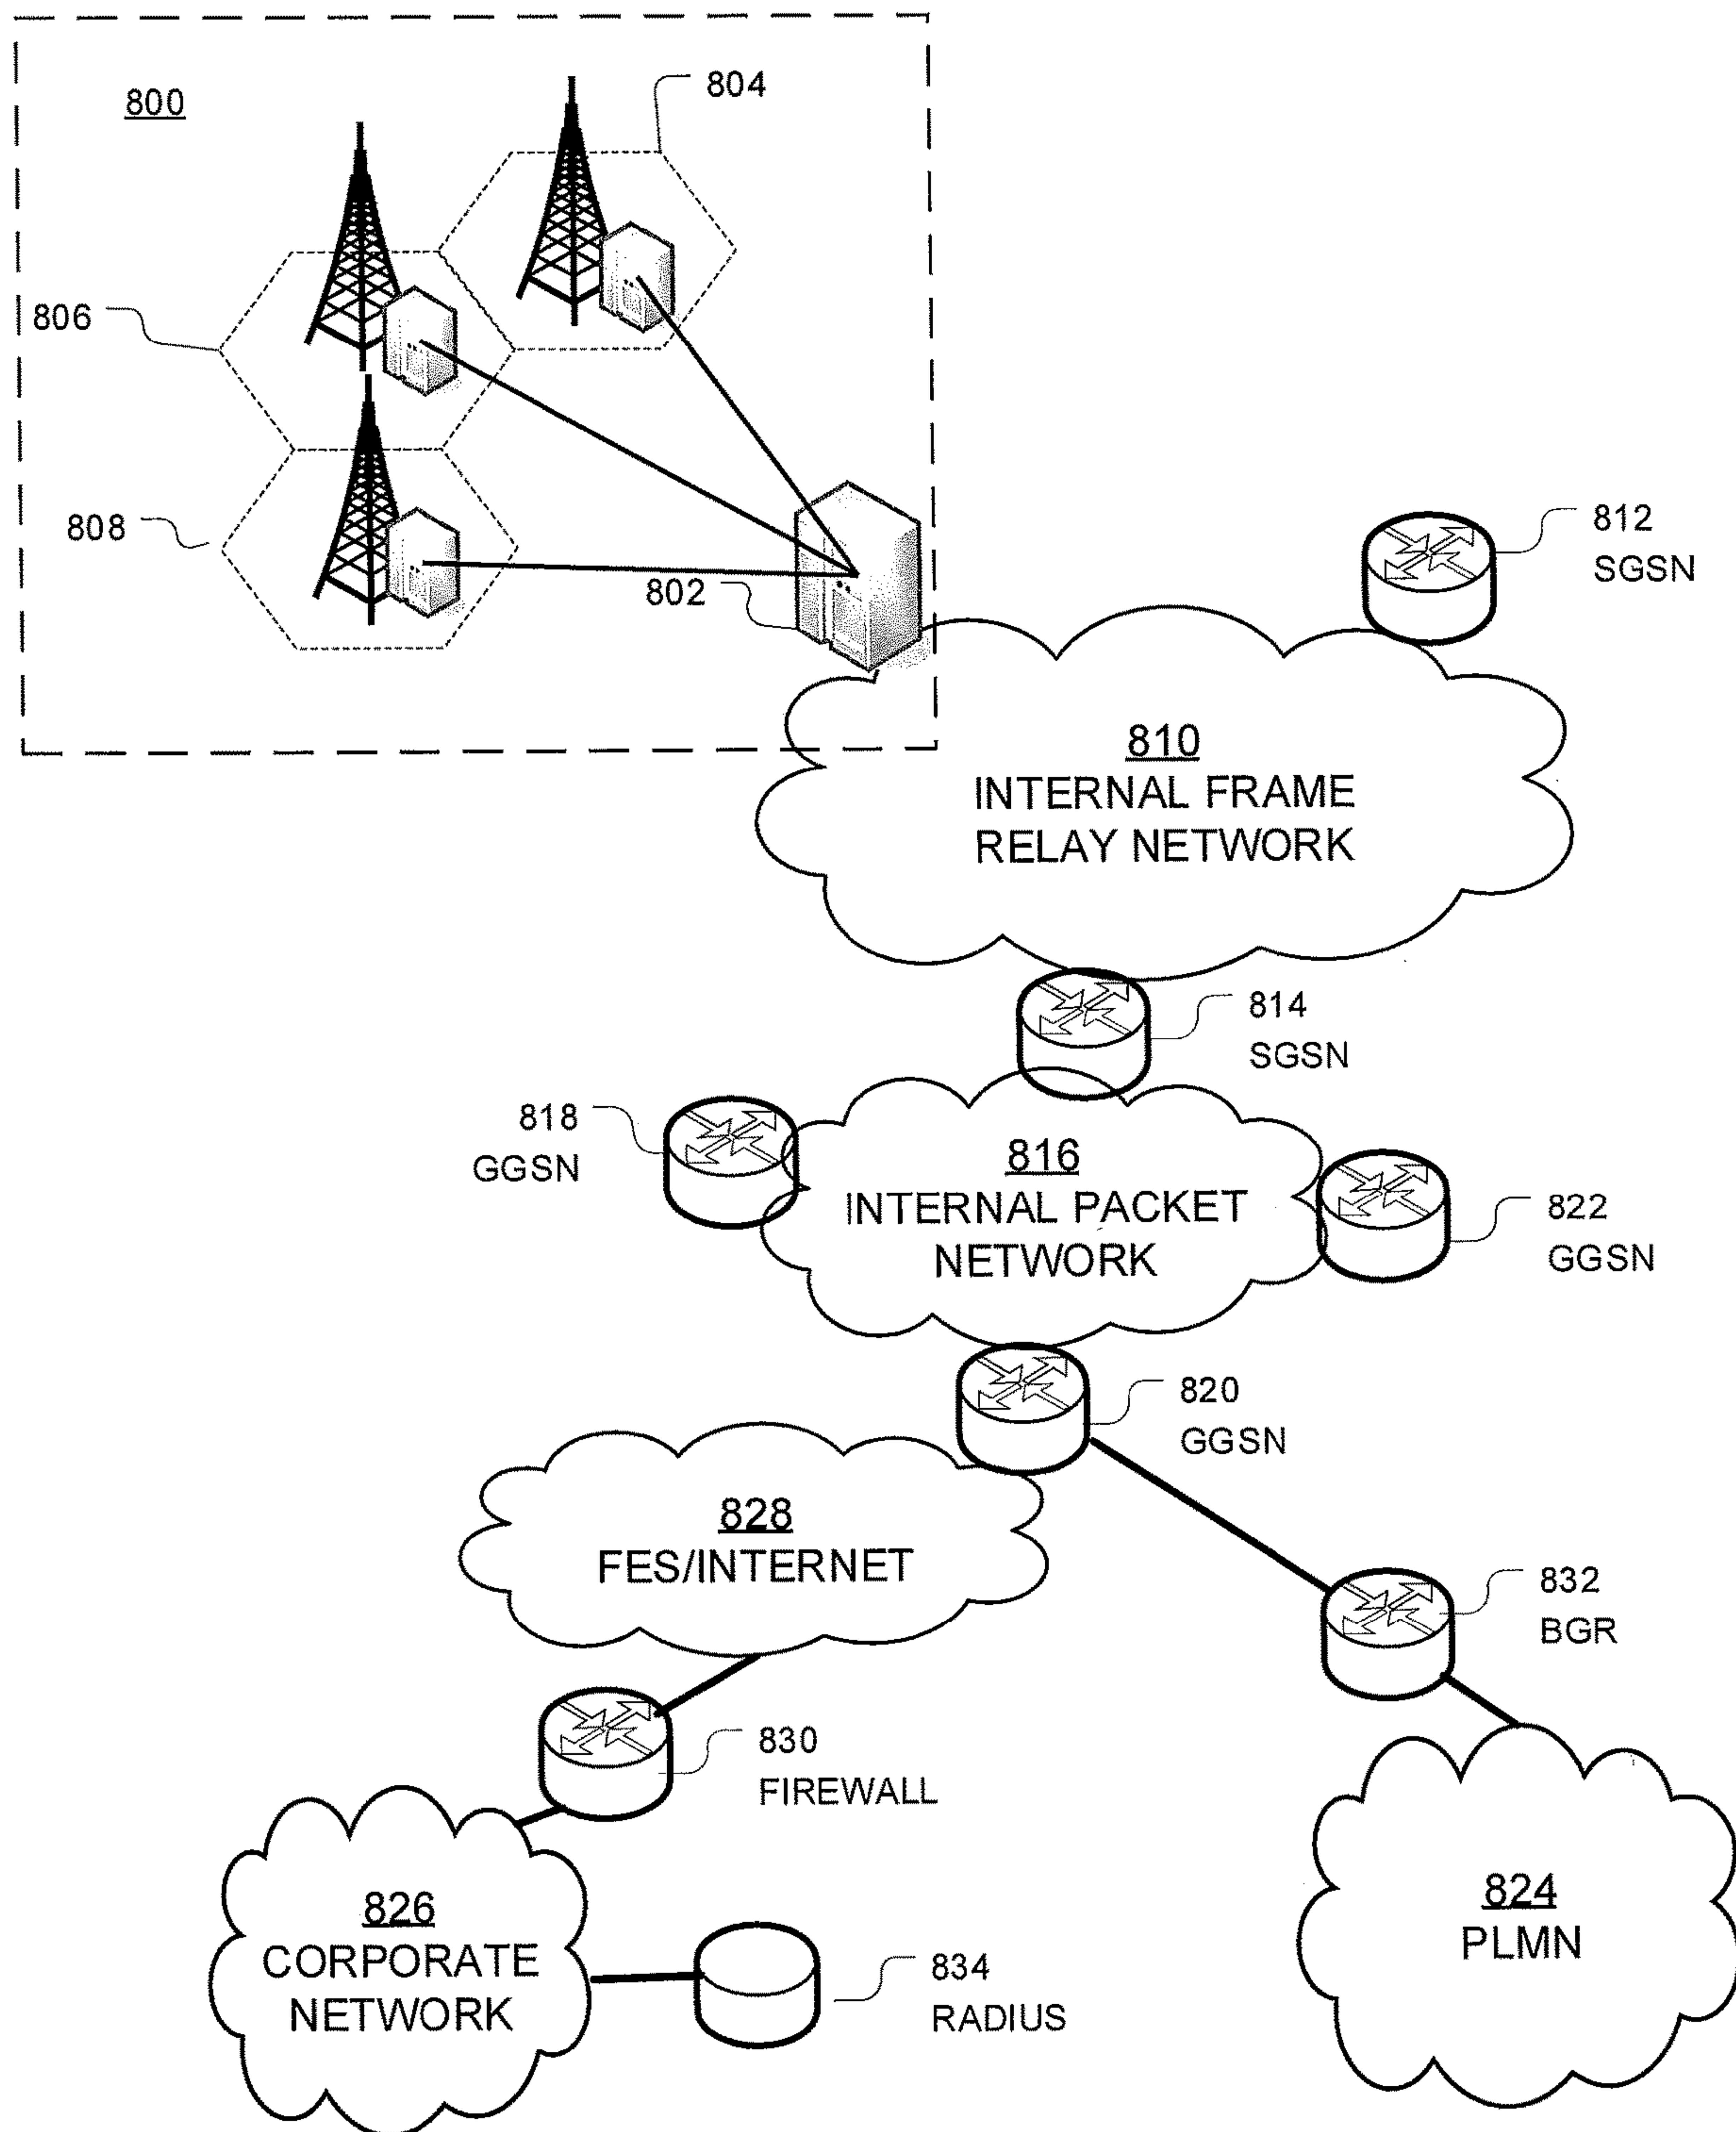 800
804
806
808
802
812
SGSN
810
INTERNAL FRAME
RELAY NETWORK
814
SGSN
818
GGSN
816
INTERNAL PACKET
NETWORK
822
GGSN
820
GGSN
828
FES/INTERNET
832
BGR
830
FIREWALL
826
CORPORATE
NETWORK
834
RADIUS
824
PLMN